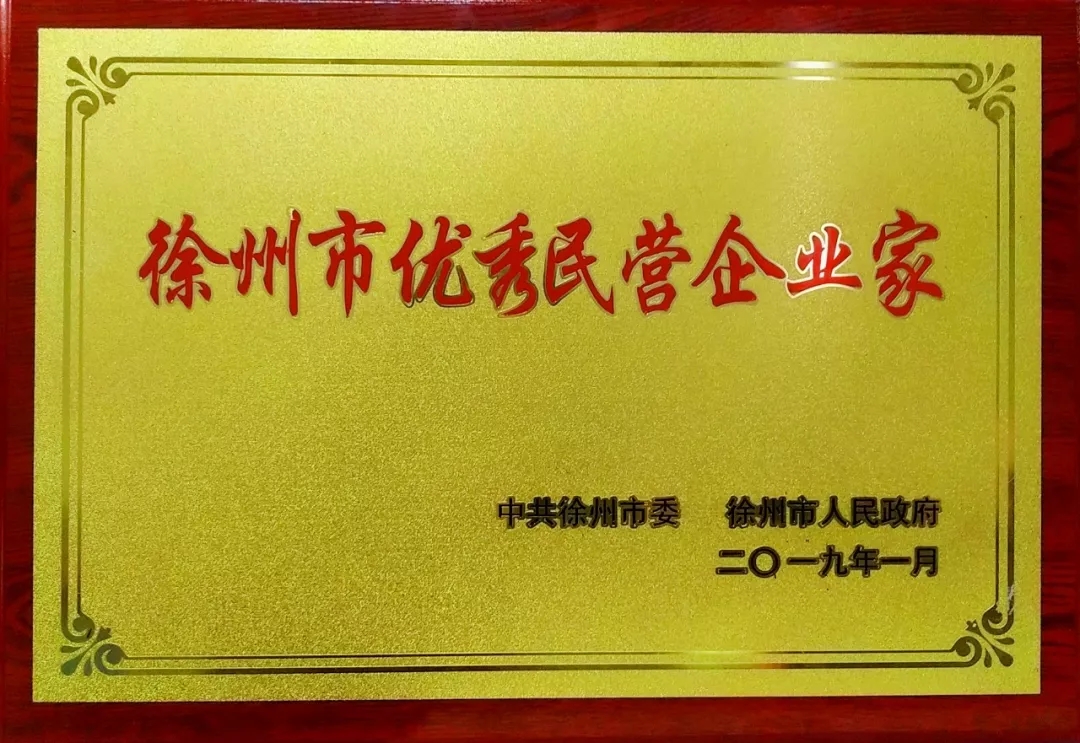 徐州市优秀民营企业家
中共徐州市委 徐州市人民政府
二〇一九年一月